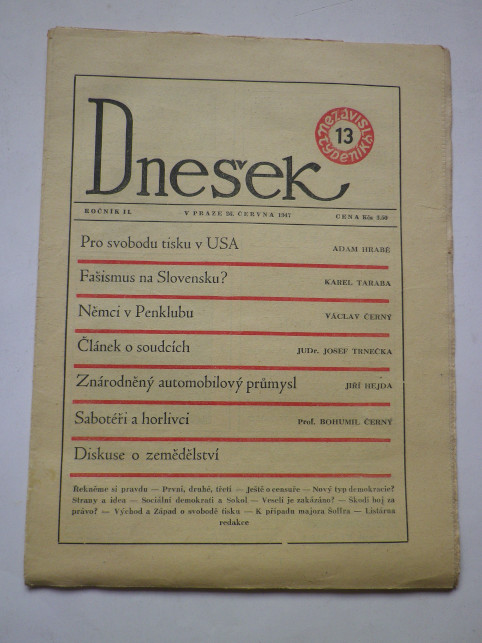 Dnešek
nezávislý týdeník
13
ROČNÍK II.
V PRAZE 26. ČERVNA 1947
CENA Kčs 3.50
Pro svobodu tisku v USA
ADAM HRABĚ
Fašismus na Slovensku?
KAREL TARABA
Němci v Penklubu
VÁCLAV ČERNÝ
Článek o soudcích
JUDr. JOSEF TRNEČKA
Znárodněný automobilový průmysl
JIŘÍ HEJDA
Sabotéři a horlivci
Prof. BOHUMIL ČERNÝ
Diskuse o zemědělství
Řekněme si pravdu — První, druhé, třetí — Ještě o censuře — Nový typ demokracie?
Strany a idea — Sociální demokrati a Sokol — Veselí je zakázáno? — Škodí boj za
právo? — Východ a Západ o svobodě tisku — K případu majora Soffra — Listárna
redakce